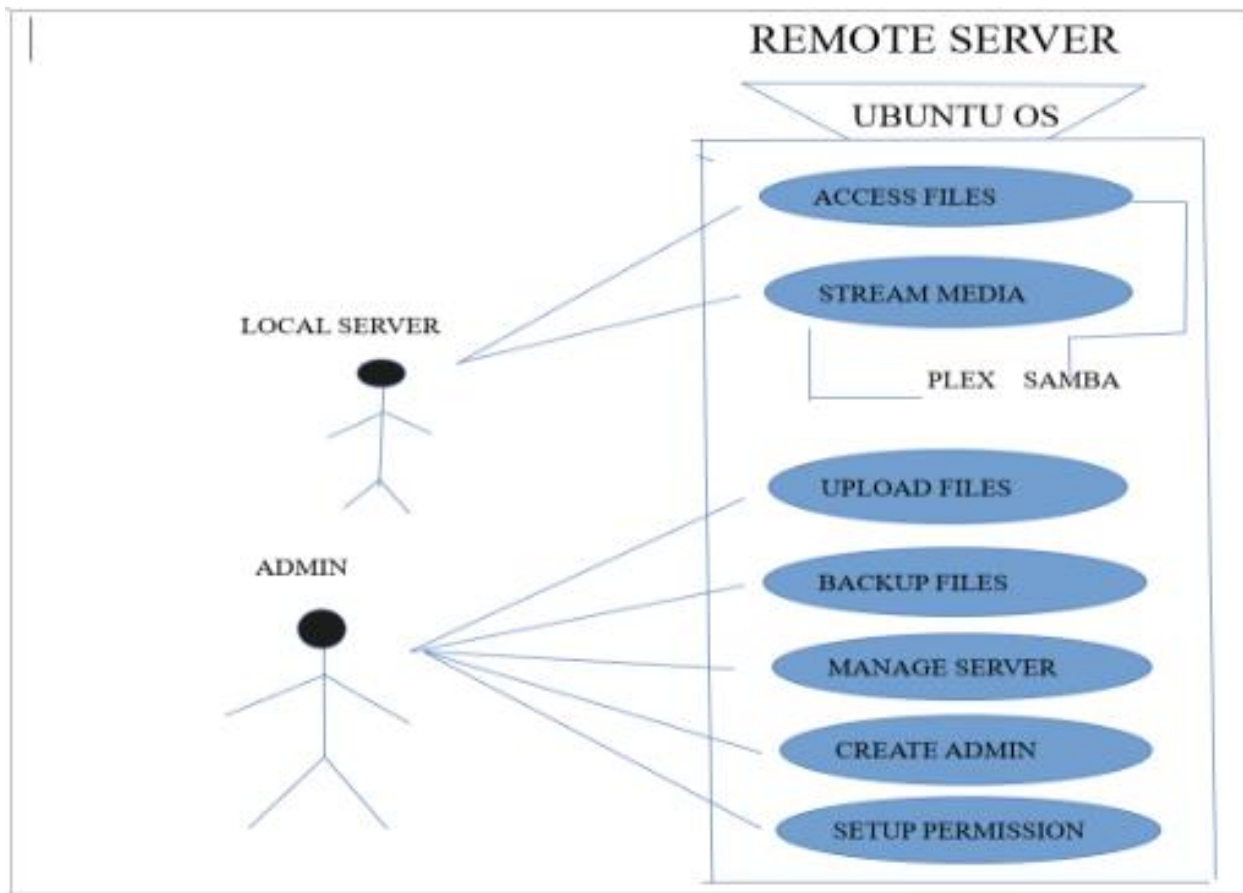 REMOTE SERVER
UBUNTU OS
ACCESS FILES
STREAM MEDIA
LOCAL SERVER
PLEX SAMBA
UPLOAD FILES
ADMIN
BACKUP FILES
MANAGE SERVER
CREATE ADMIN
SETUP PERMISSION